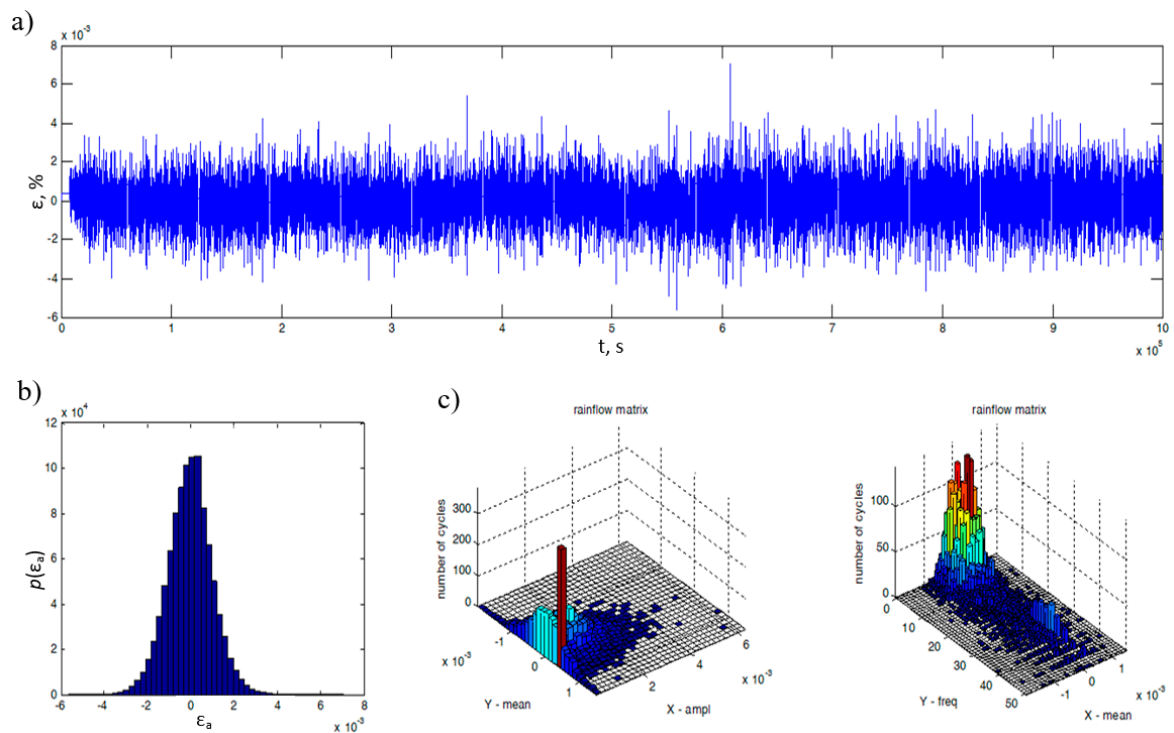 a)
x 10⁻³
8
6
4
2
0
-2
-4
-6
ε, %
0 1 2 3 4 5 6 7 8 9 10
t, s
x 10⁵
b)
x 10⁴
12
10
8
6
4
2
0
p(εₐ)
-6 -4 -2 0 2 4 6 8
εₐ
x 10⁻³
c)
rainflow matrix
300
200
100
0
number of cycles
-1
0
1
x 10⁻³
Y - mean
2
4
6
x 10⁻³
X - ampl
rainflow matrix
100
50
0
number of cycles
0
10
20
30
40
50
Y - freq
-1
0
1
x 10⁻³
X - mean